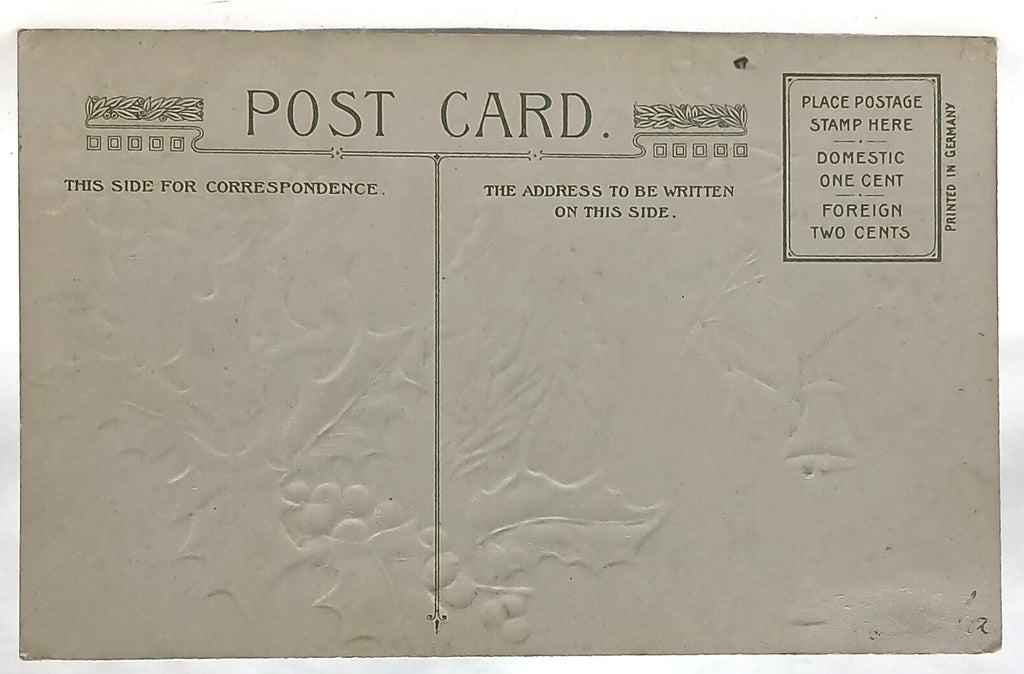 POST CARD.
THIS SIDE FOR CORRESPONDENCE.
THE ADDRESS TO BE WRITTEN
ON THIS SIDE.
PLACE POSTAGE
STAMP HERE
DOMESTIC
ONE CENT
FOREIGN
TWO CENTS
PRINTED IN GERMANY